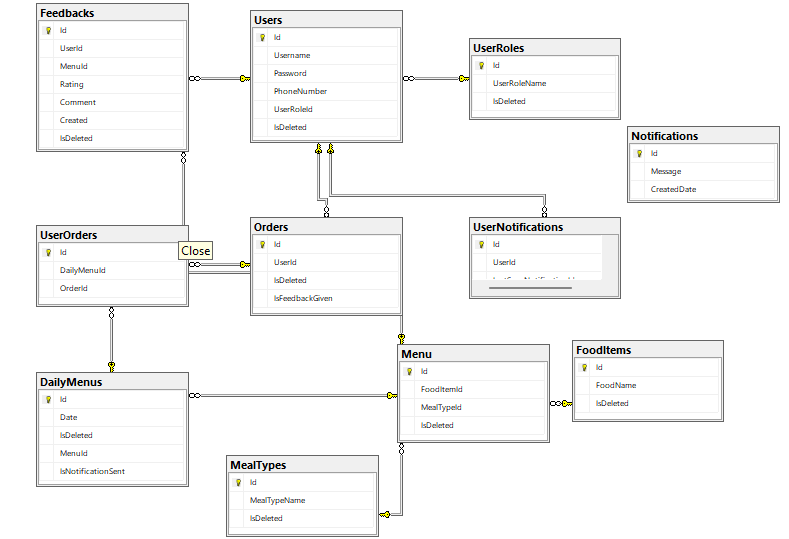 Feedbacks
Id
UserId
MenuId
Rating
Comment
Created
IsDeleted
Users
Id
Username
Password
PhoneNumber
UserRoleId
IsDeleted
UserRoles
Id
UserRoleName
IsDeleted
Notifications
Id
Message
CreatedDate
UserOrders
Id
DailyMenuId
OrderId
Close
Orders
Id
UserId
IsDeleted
IsFeedbackGiven
UserNotifications
Id
UserId
DailyMenus
Id
Date
IsDeleted
MenuId
IsNotificationSent
Menu
Id
FoodItemId
MealTypeId
IsDeleted
FoodItems
Id
FoodName
IsDeleted
MealTypes
Id
MealTypeName
IsDeleted